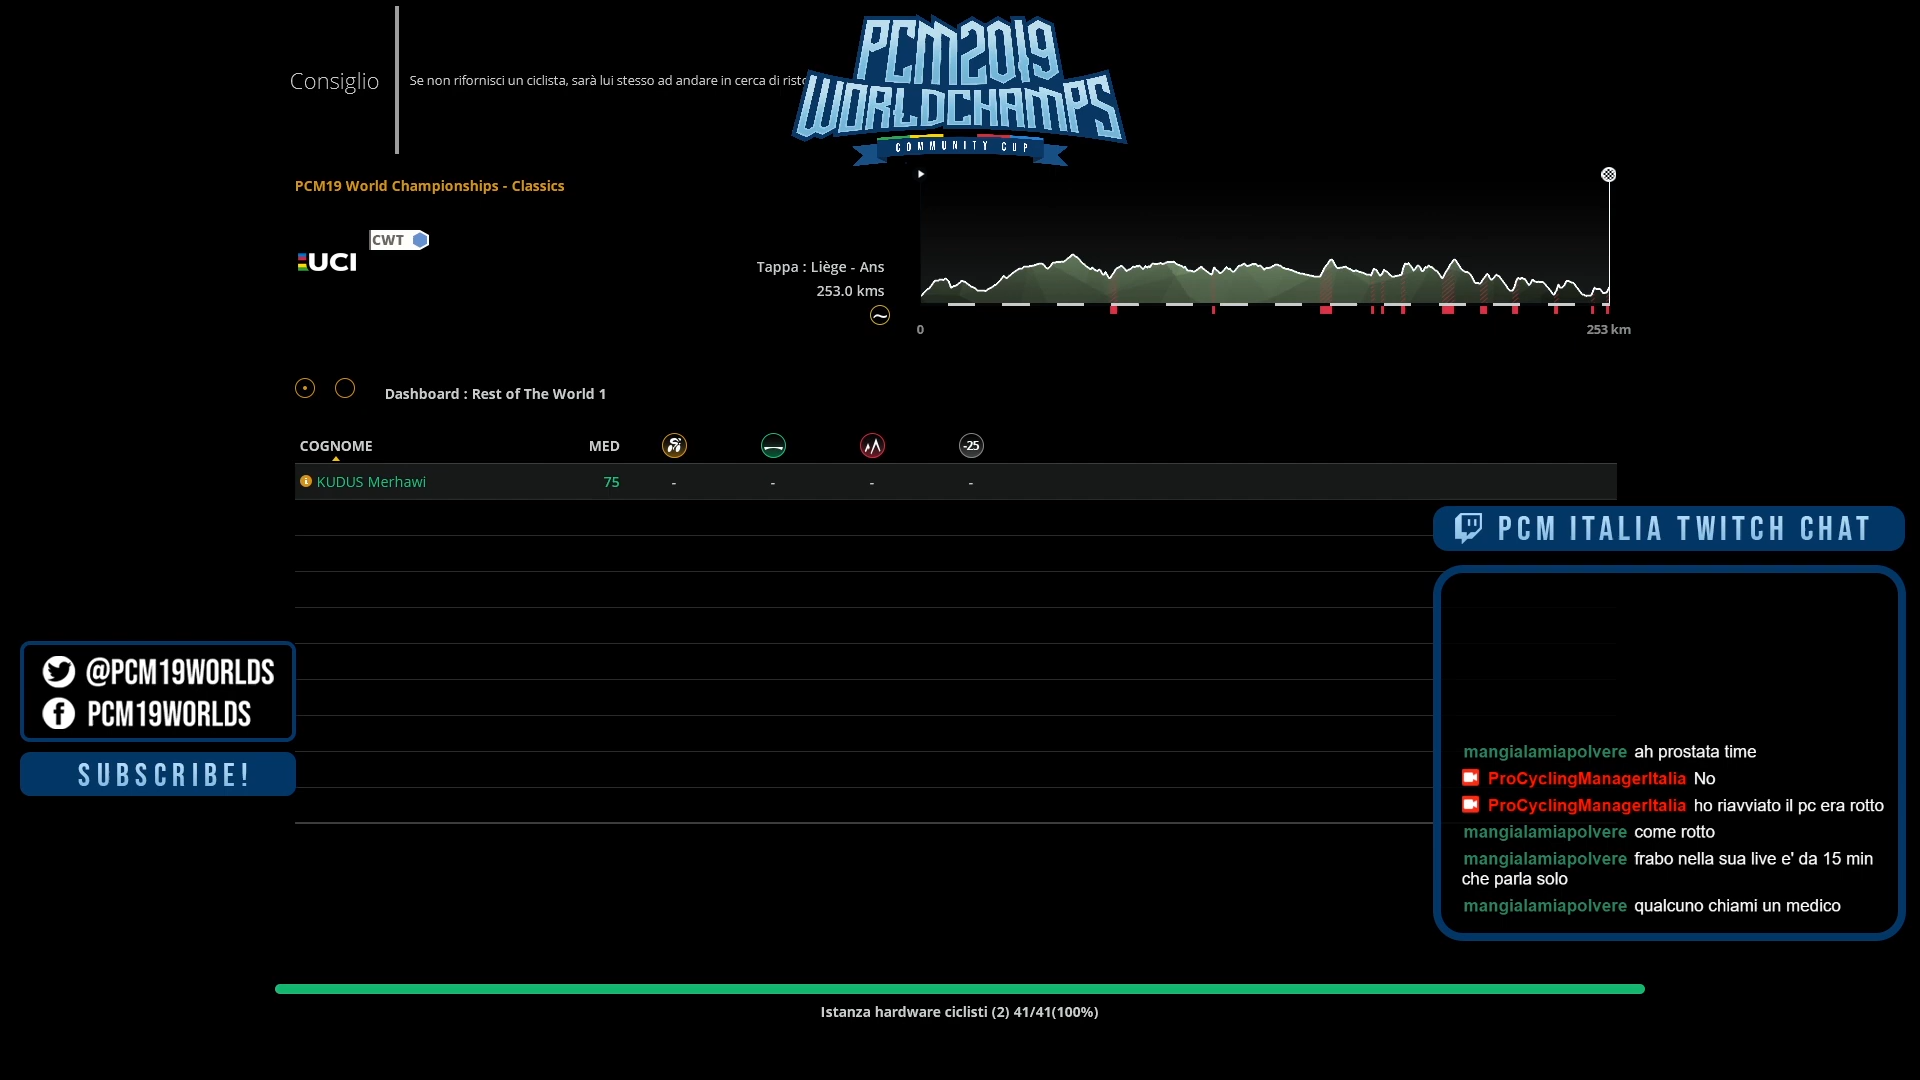 PCM2019
WORLDCHAMPS
COMMUNITY CUP
Consiglio
Se non rifornisci un ciclista, sarà lui stesso ad andare in cerca di
PCM19 World Championships - Classics
CWT
UCI
Tappa : Liège - Ans
253.0 kms
0
253 km
Dashboard : Rest of The World 1
COGNOME MED -25
KUDUS Merhawi 75 - - - -
PCM ITALIA TWITCH CHAT
@PCM19WORLDS
PCM19WORLDS
SUBSCRIBE!
mangialamiapolvere ah prostata time
ProCyclingManagerItalia No
ProCyclingManagerItalia ho riavviato il pc era rotto
mangialamiapolvere come rotto
mangialamiapolvere frabo nella sua live e' da 15 min
che parla solo
mangialamiapolvere qualcuno chiami un medico
Istanza hardware ciclisti (2) 41/41(100%)